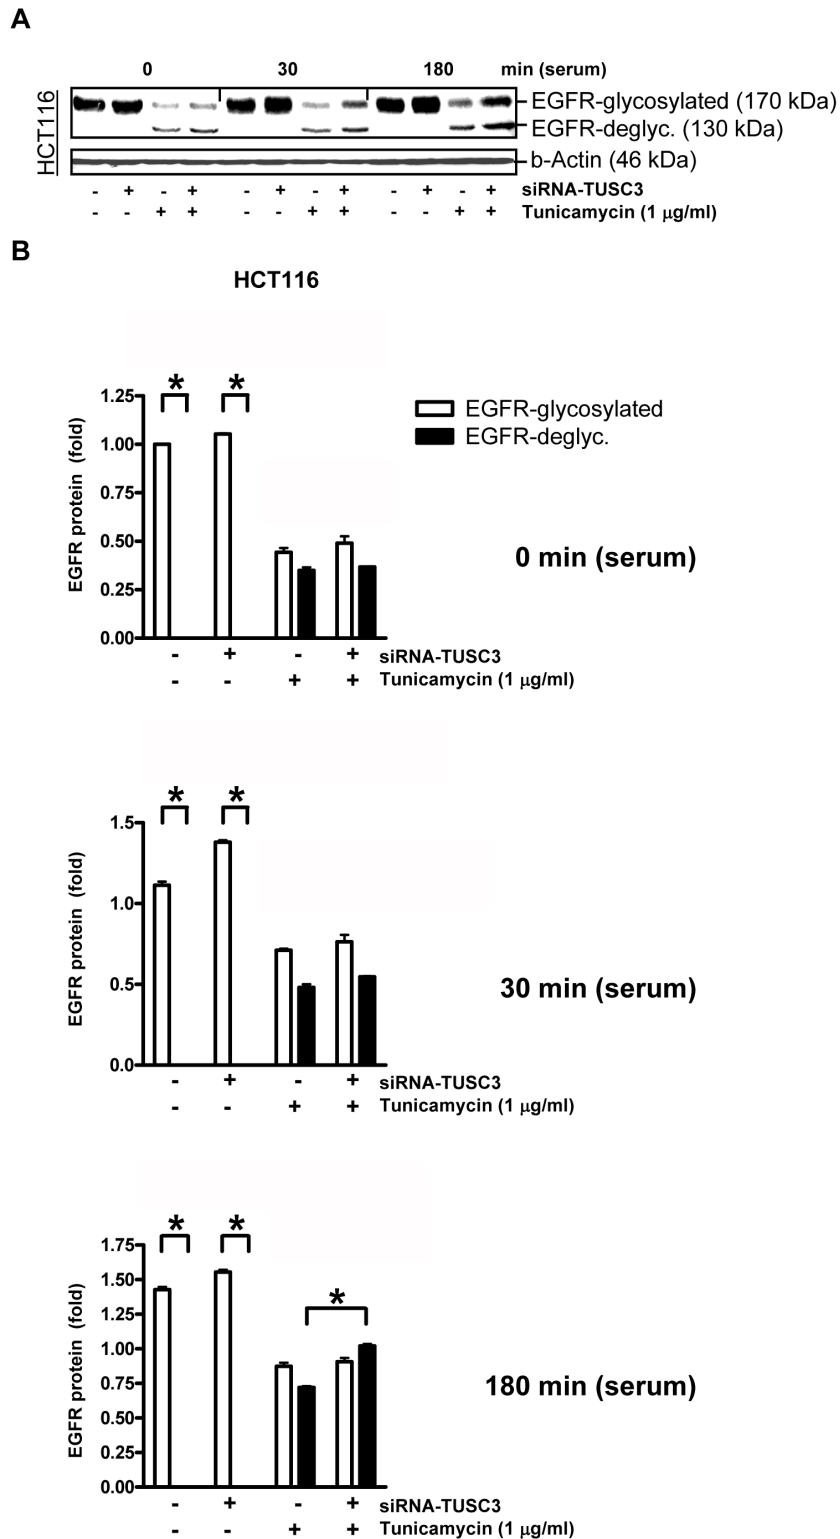 A
0 30 180 min (serum)
HCT116
EGFR-glycosylated (170 kDa)
EGFR-deglyc. (130 kDa)
b-Actin (46 kDa)
- + - + - + - + - + - + siRNA-TUSC3
- - + + - - + + - - + + Tunicamycin (1 μg/ml)
B
HCT116
* *
EGFR protein (fold)
1.25
1.00
0.75
0.50
0.25
0.00
EGFR-glycosylated
EGFR-deglyc.
0 min (serum)
- + - + siRNA-TUSC3
- - + + Tunicamycin (1 μg/ml)
* *
EGFR protein (fold)
1.5
1.0
0.5
0.0
30 min (serum)
- + - + siRNA-TUSC3
- - + + Tunicamycin (1 μg/ml)
* *
*
EGFR protein (fold)
1.75
1.50
1.25
1.00
0.75
0.50
0.25
0.00
180 min (serum)
- + - + siRNA-TUSC3
- - + + Tunicamycin (1 μg/ml)